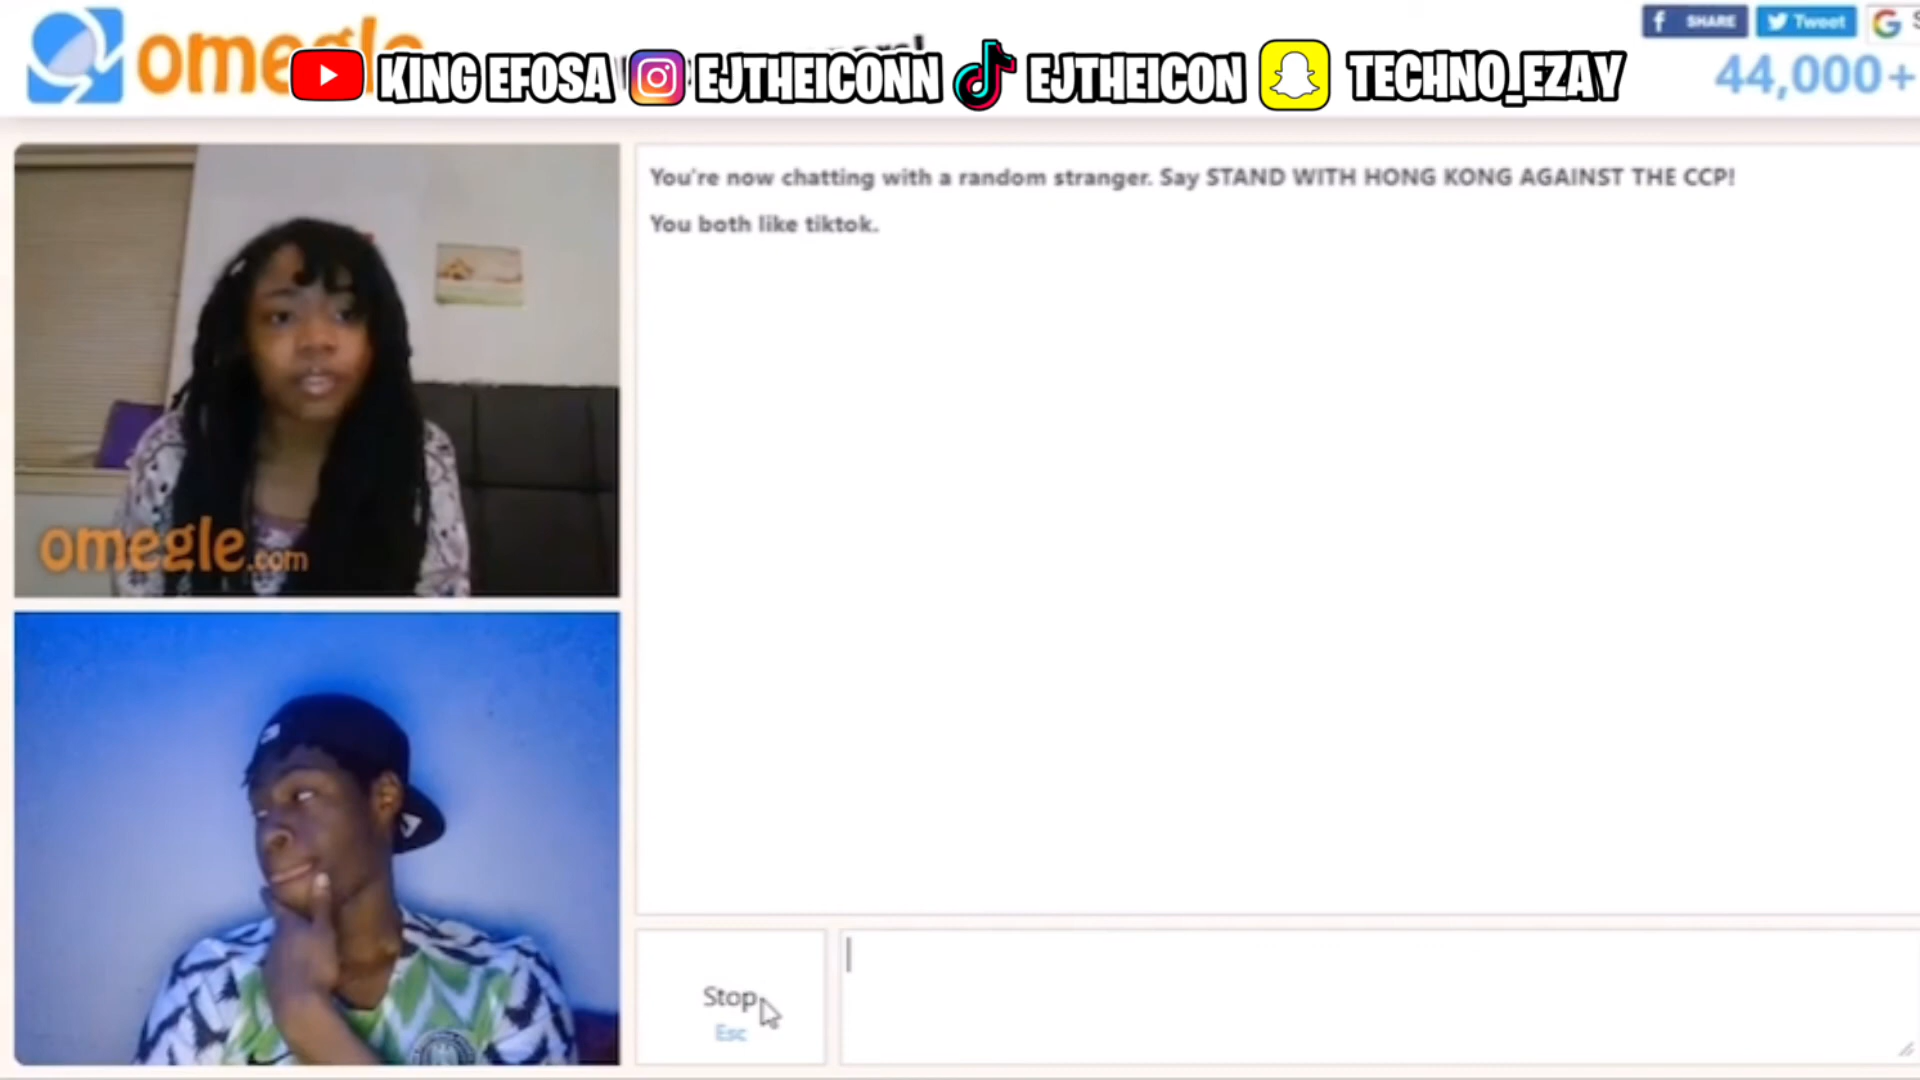 omegle
KING EFOSA EJTHEICONN EJTHEICON TECHNO_EZAY
SHARE Tweet
44,000+
You're now chatting with a random stranger. Say STAND WITH HONG KONG AGAINST THE CCP!
You both like tiktok.
omegle.com
Stop
Esc